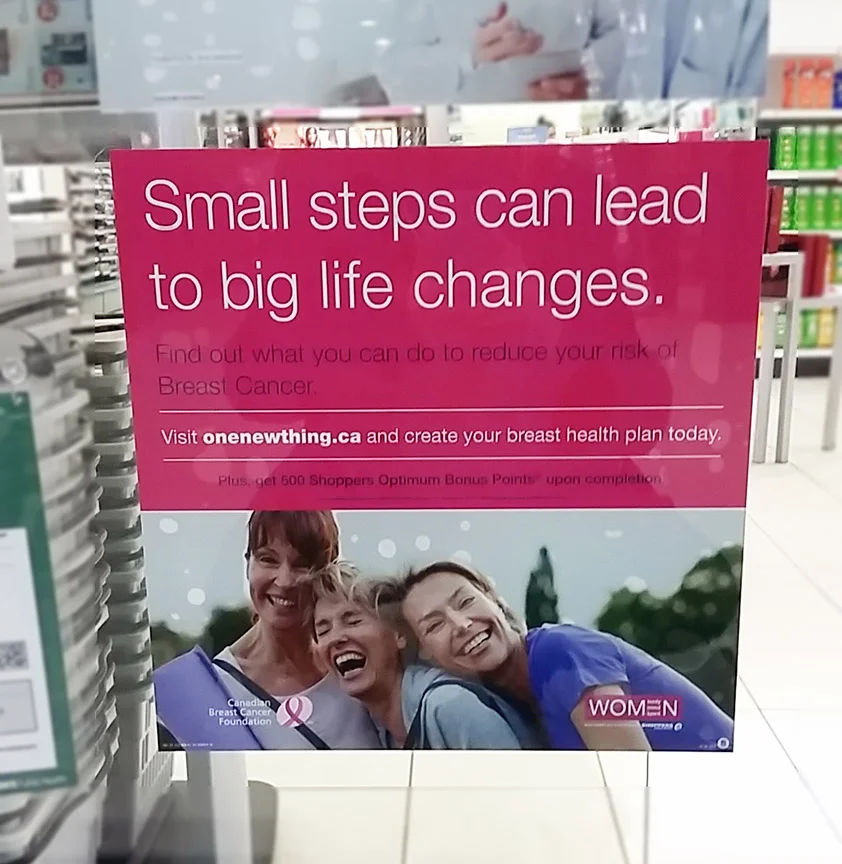 Small steps can lead
to big life changes.
Find out what you can do to reduce your risk of
Breast Cancer.
Visit onenewthing.ca and create your breast health plan today.
Plus, get 500 Shoppers Optimum Bonus Points® upon completion.
Canadian
Breast Cancer
Foundation
WOMEN